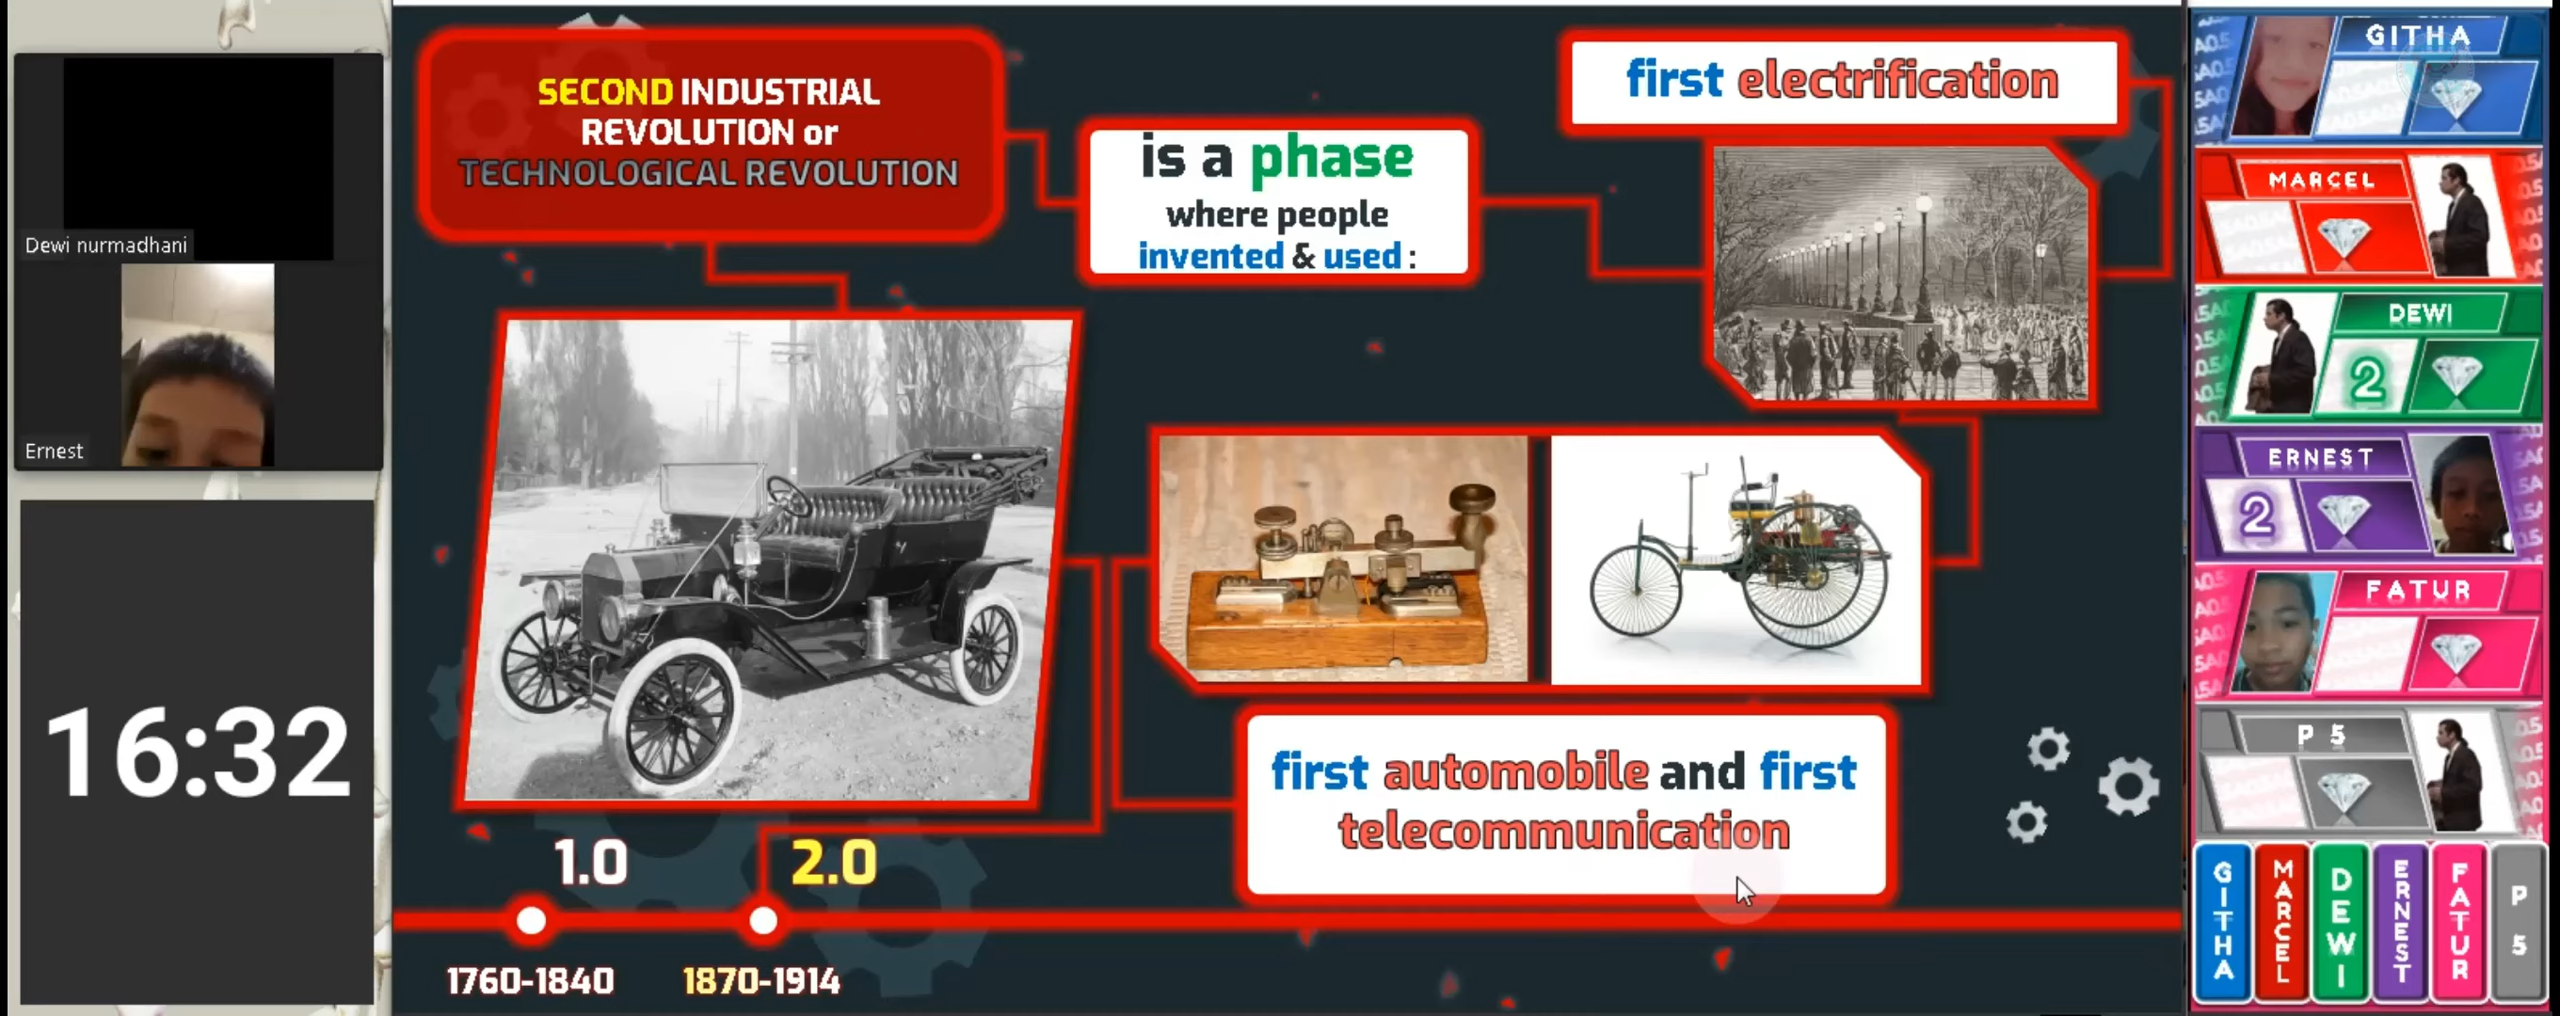 Dewi nurmadhani
Ernest
16:32
SECOND INDUSTRIAL
REVOLUTION or
TECHNOLOGICAL REVOLUTION
is a phase
where people
invented & used :
first electrification
first automobile and first
telecommunication
1.0
2.0
1760-1840
1870-1914
GITHA
MARCEL
DEWI
2
ERNEST
2
FATUR
P 5
GITHA
MARCEL
DEWI
ERNEST
FATUR
P 5